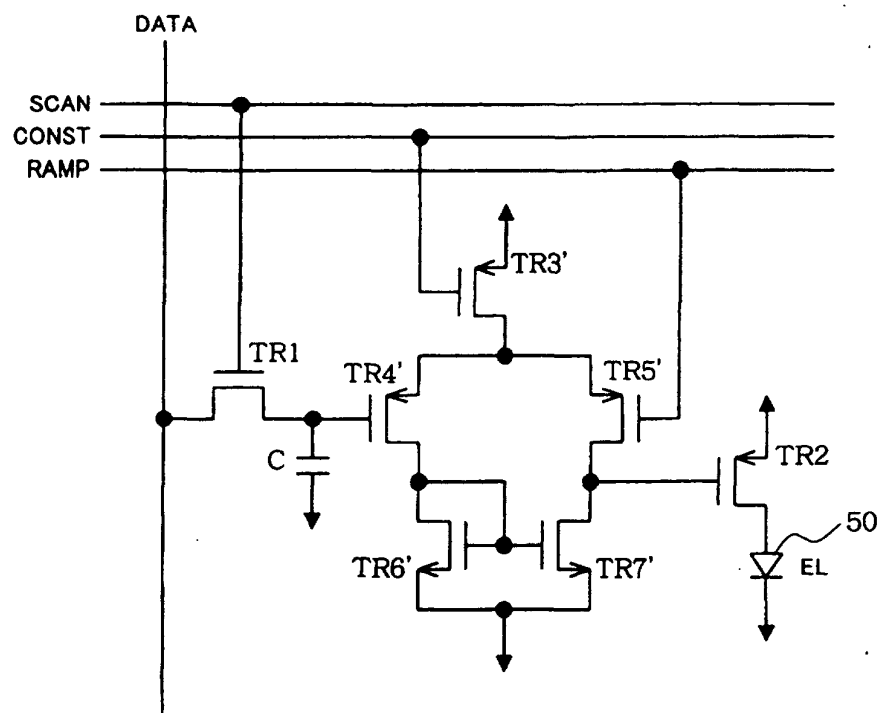 DATA
SCAN
CONST
RAMP
TR3'
TR1
TR4'
TR5'
C
TR2
50
TR6'
TR7'
EL